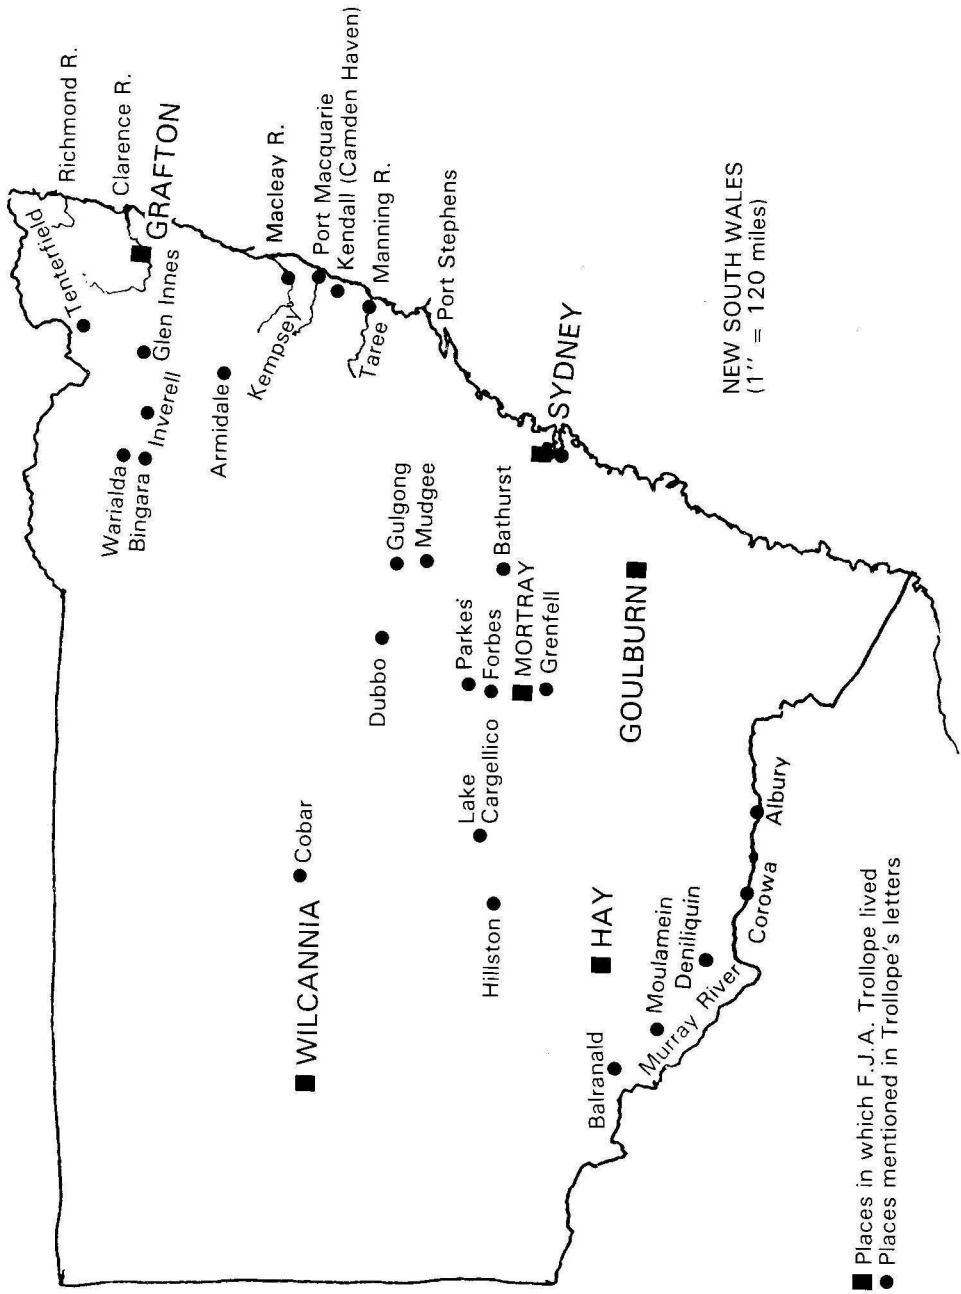 Richmond R.
Tenterfield
Clarence R.
GRAFTON
Glen Innes
Inverell
Warialda
Bingara
Armidale
Macleay R.
Kempsey
Port Macquarie
Kendall (Camden Haven)
Manning R.
Taree
Port Stephens
Gulgong
Mudgee
Dubbo
SYDNEY
Bathurst
Parkes
Forbes
MORTRAY
Grenfell
GOULBURN
Lake
Cargellico
Cobar
WILCANNIA
Hillston
HAY
Moulamein
Deniliquin
Balranald
Murray River
Corowa
Albury
NEW SOUTH WALES
(1″ = 120 miles)
Places in which F.J.A. Trollope lived
Places mentioned in Trollope's letters